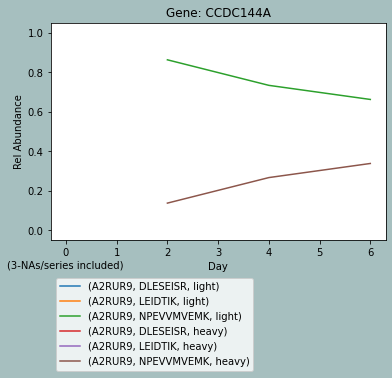 Gene: CCDC144A
1.0
0.8
0.6
0.4
0.2
0.0
Rel Abundance
0 1 2 3 4 5 6
(3-NAs/series included)
Day
(A2RUR9, DLESEISR, light)
(A2RUR9, LEIDTIK, light)
(A2RUR9, NPEVVMVEMK, light)
(A2RUR9, DLESEISR, heavy)
(A2RUR9, LEIDTIK, heavy)
(A2RUR9, NPEVVMVEMK, heavy)